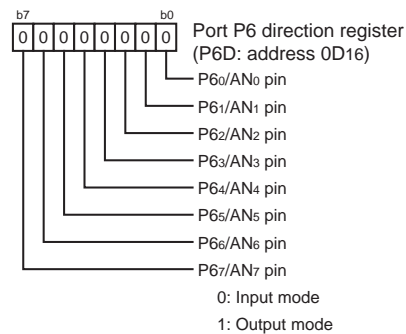 b7 b0
0 0 0 0 0 0 0 0
Port P6 direction register
(P6D: address 0D16)
P60/AN0 pin
P61/AN1 pin
P62/AN2 pin
P63/AN3 pin
P64/AN4 pin
P65/AN5 pin
P66/AN6 pin
P67/AN7 pin
0: Input mode
1: Output mode